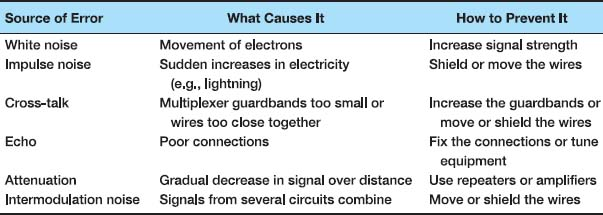 Source of Error What Causes It How to Prevent It
White noise Movement of electrons Increase signal strength
Impulse noise Sudden increases in electricity Shield or move the wires
(e.g., lightning)
Cross-talk Multiplexer guardbands too small or Increase the guardbands or
wires too close together move or shield the wires
Echo Poor connections Fix the connections or tune
equipment
Attenuation Gradual decrease in signal over distance Use repeaters or amplifiers
Intermodulation noise Signals from several circuits combine Move or shield the wires